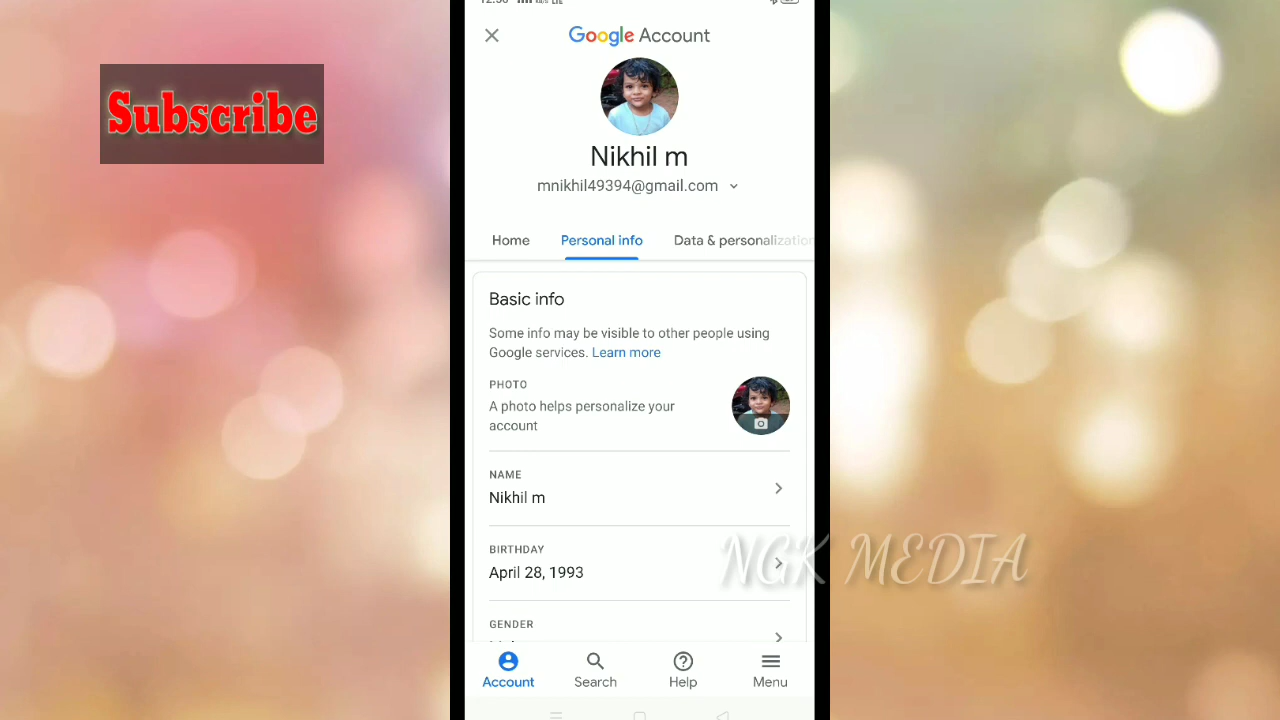 Subscribe
Google Account
Nikhil m
mnikhil49394@gmail.com
Home Personal info Data & personalization
Basic info
Some info may be visible to other people using
Google services. Learn more
PHOTO
A photo helps personalize your
account
NAME
Nikhil m
BIRTHDAY
April 28, 1993
NGK MEDIA
GENDER
Account Search Help Menu